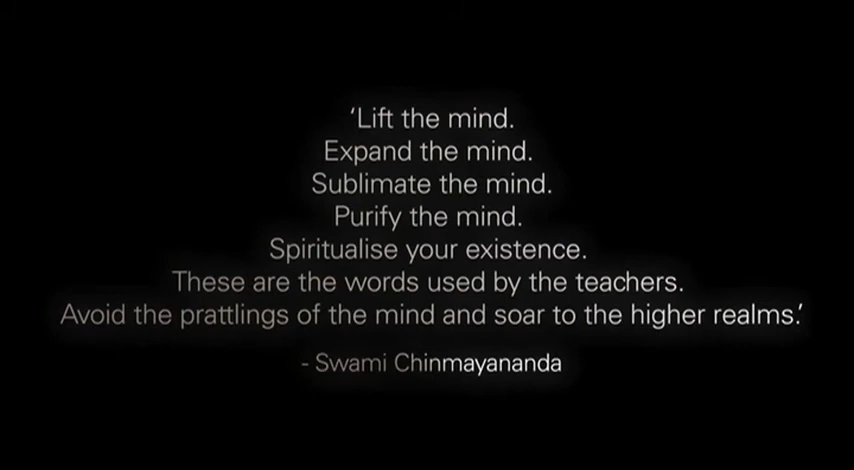 ‘Lift the mind.
Expand the mind.
Sublimate the mind.
Purify the mind.
Spiritualise your existence.
These are the words used by the teachers.
Avoid the prattlings of the mind and soar to the higher realms.’
- Swami Chinmayananda